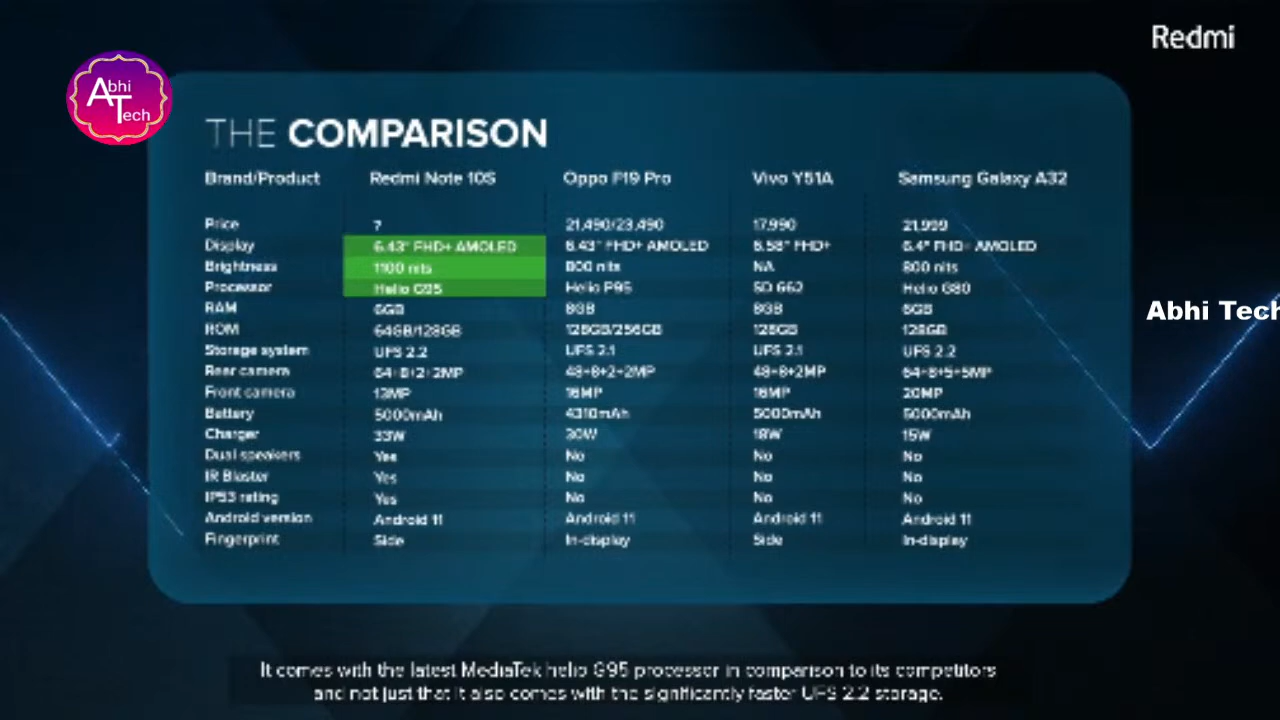 Redmi
Abhi
Tech
THE COMPARISON
Brand/Product Redmi Note 10S Oppo F19 Pro Vivo Y51A Samsung Galaxy A32
Price ? 21,490/23,490 17,990 21,999
Display 6.43" FHD+ AMOLED 6.43" FHD+ AMOLED 6.58" FHD+ 6.4" FHD+ AMOLED
Brightness 1100 nits 800 nits NA 800 nits
Processor Helio G95 Helio P95 SD 662 Helio G80
Abhi Tech
RAM 6GB 8GB 8GB 6GB
ROM 64GB/128GB 128GB/256GB 128GB 128GB
Storage system UFS 2.2 UFS 2.1 UFS 2.1 UFS 2.2
Rear camera 64+8+2+2MP 48+8+2+2MP 48+8+2MP 64+8+5+5MP
Front camera 13MP 16MP 16MP 20MP
Battery 5000mAh 4310mAh 5000mAh 5000mAh
Charger 33W 30W 18W 15W
Dual speakers Yes No No No
IR Blaster Yes No No No
IP53 rating Yes No No No
Android version Android 11 Android 11 Android 11 Android 11
Fingerprint Side In-display Side In-display
It comes with the latest MediaTek helio G95 processor in comparison to its competitors
and not just that it also comes with the significantly faster UFS 2.2 storage.